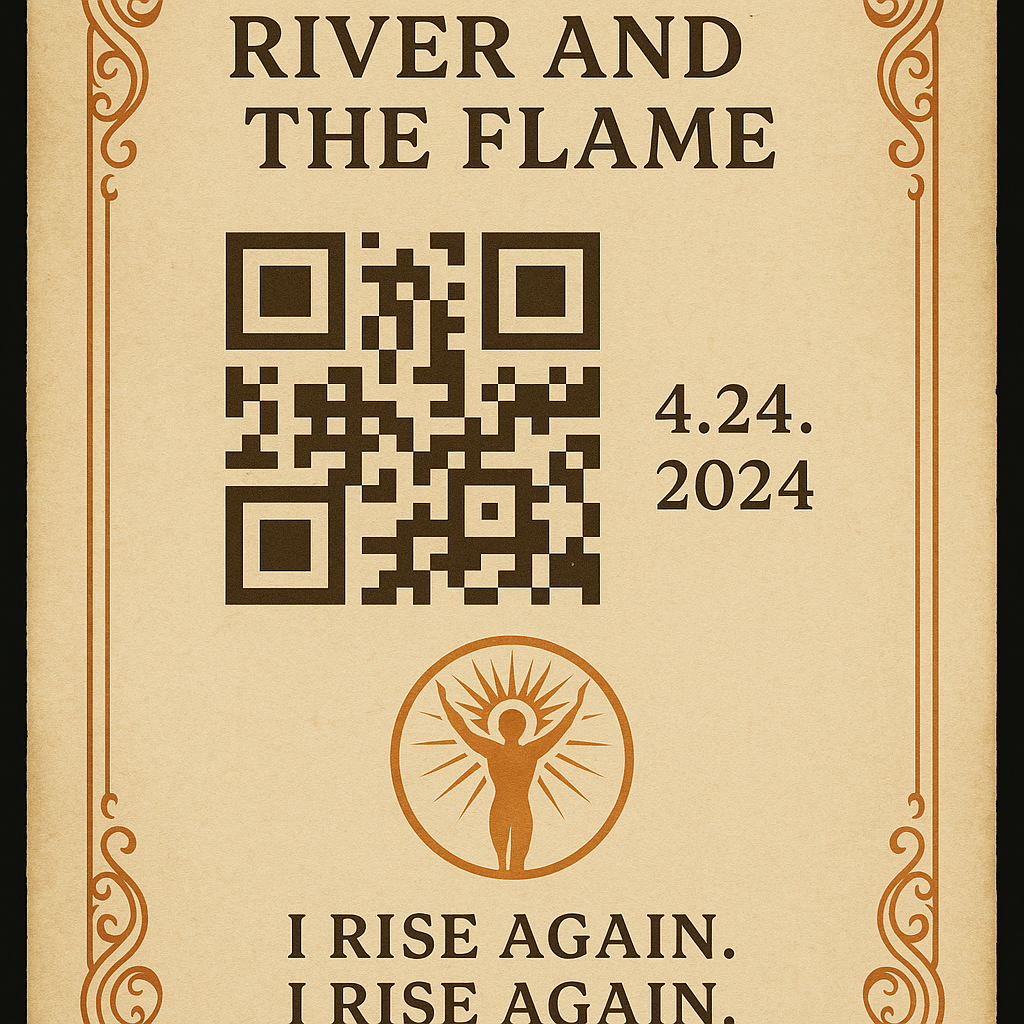 RIVER AND
THE FLAME
4.24.
2024
I RISE AGAIN.
I RISE AGAIN.